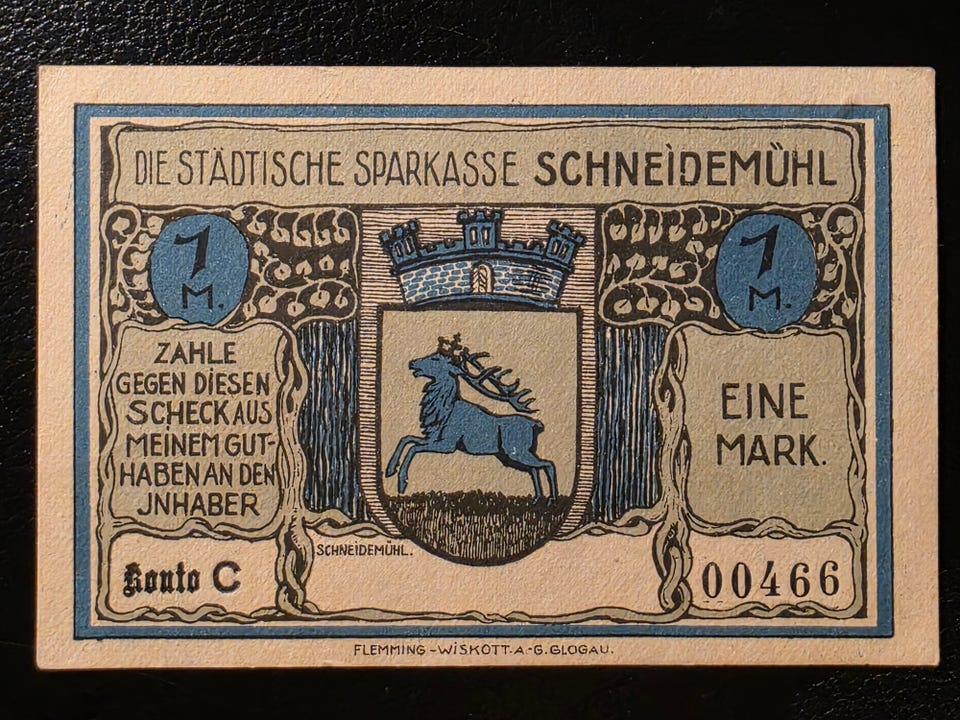 DIE STÄDTISCHE SPARKASSE SCHNEIDEMÜHL
1
M.
1
M.
ZAHLE
GEGEN DIESEN
SCHECK AUS
MEINEM GUT-
HABEN AN DEN
JNHABER
EINE
MARK.
SCHNEIDEMÜHL.
Konto C
00466
FLEMMING-WISKOTT-A.-G. GLOGAU.